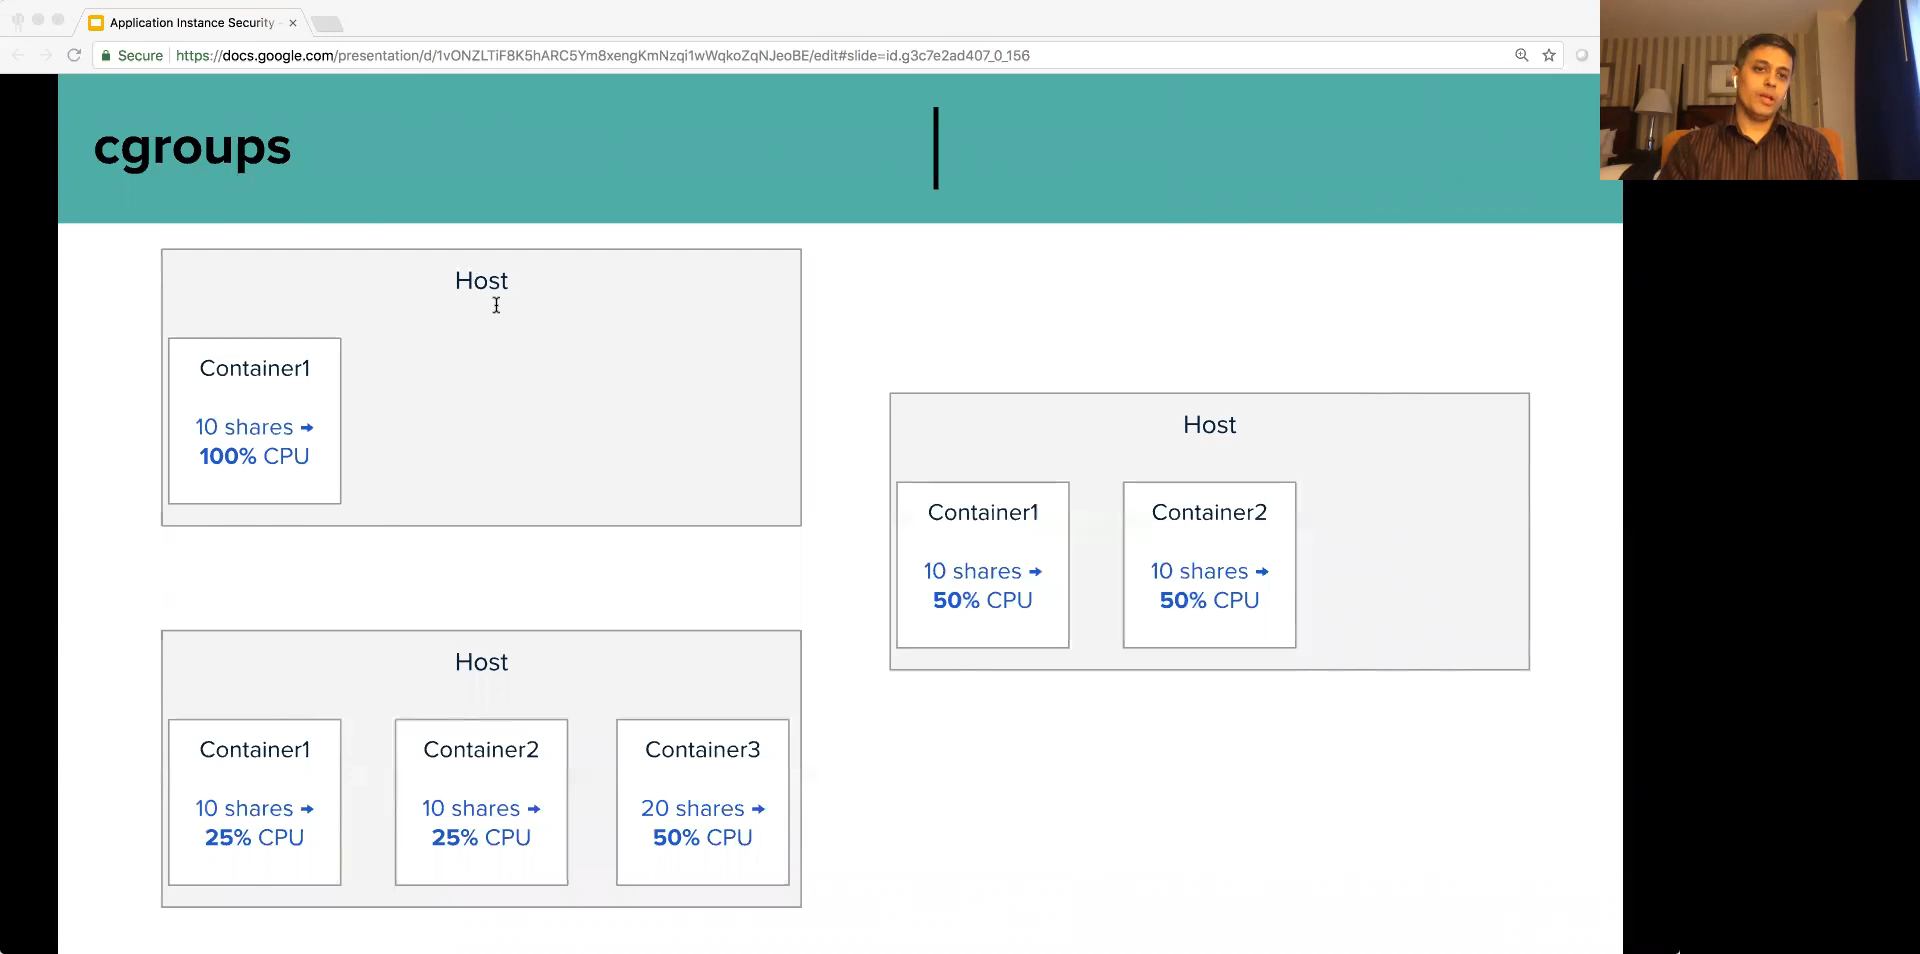 Application Instance Security
Secure
https://docs.google.com/presentation/d/1vONZLTiF8K5hARC5Ym8xengKmNzqi1wWqkoZqNJeoBE/edit#slide=id.g3c7e2ad407_0_156
cgroups
Host
Container1
10 shares →
100% CPU
Host
Container1
10 shares →
50% CPU
Container2
10 shares →
50% CPU
Host
Container1
10 shares →
25% CPU
Container2
10 shares →
25% CPU
Container3
20 shares →
50% CPU